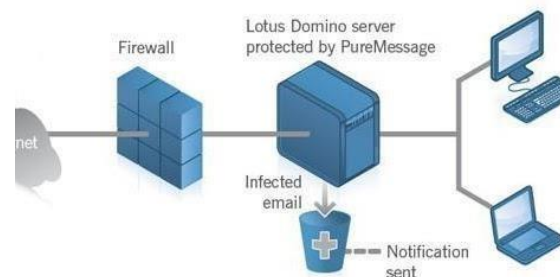 net
Firewall
Lotus Domino server
protected by PureMessage
Infected
email
Notification
sent